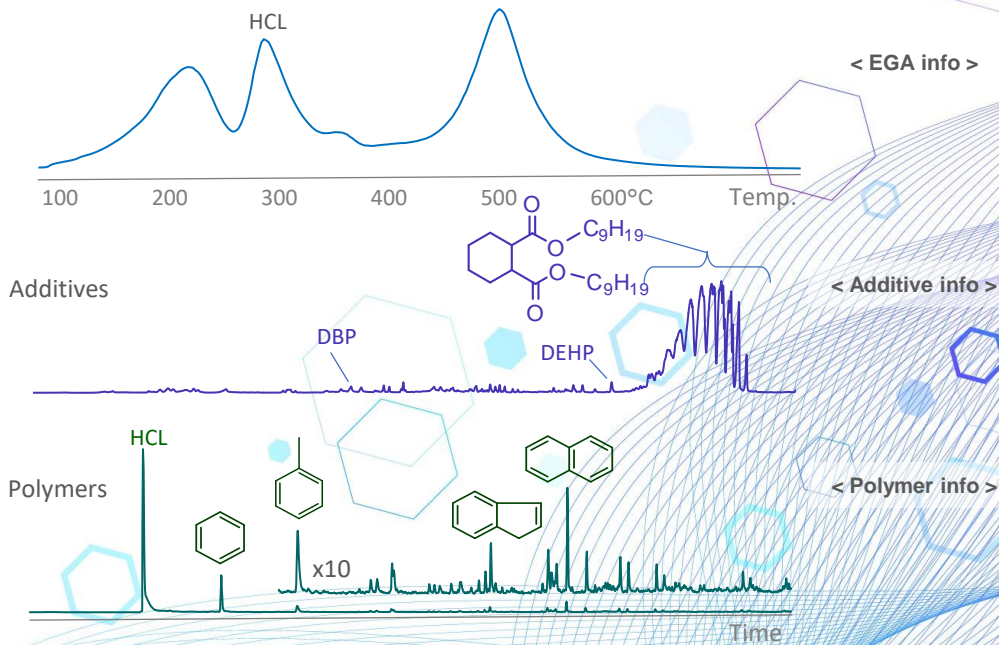 HCL
< EGA info >
100 200 300 400 500 600ºC Temp.
O
O C₉H₁₉
Additives
O C₉H₁₉
O
< Additive info >
DBP
DEHP
HCL
Polymers
< Polymer info >
x10
Time